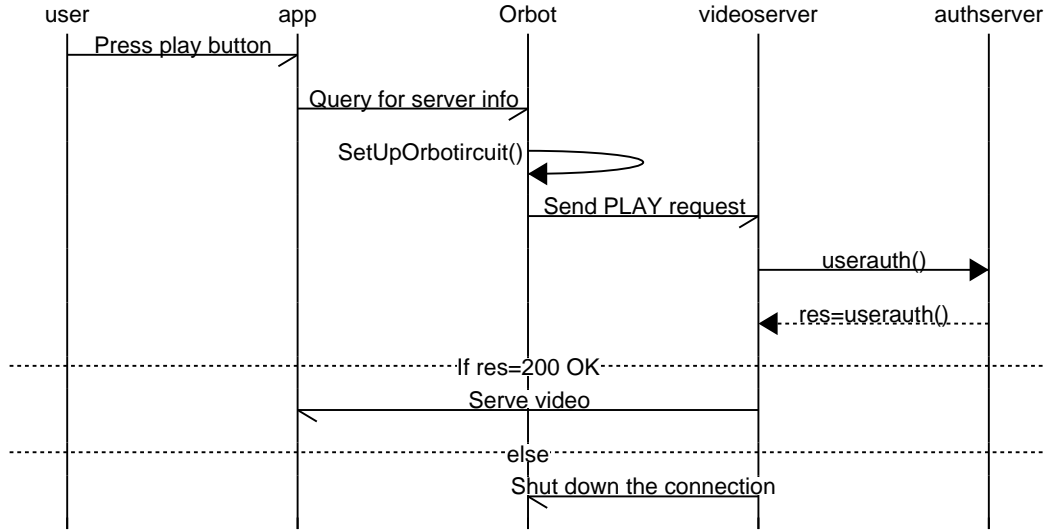 user app Orbot videoserver authserver
Press play button
Query for server info
SetUpOrbotircuit()
Send PLAY request
userauth()
res=userauth()
If res=200 OK
Serve video
else
Shut down the connection